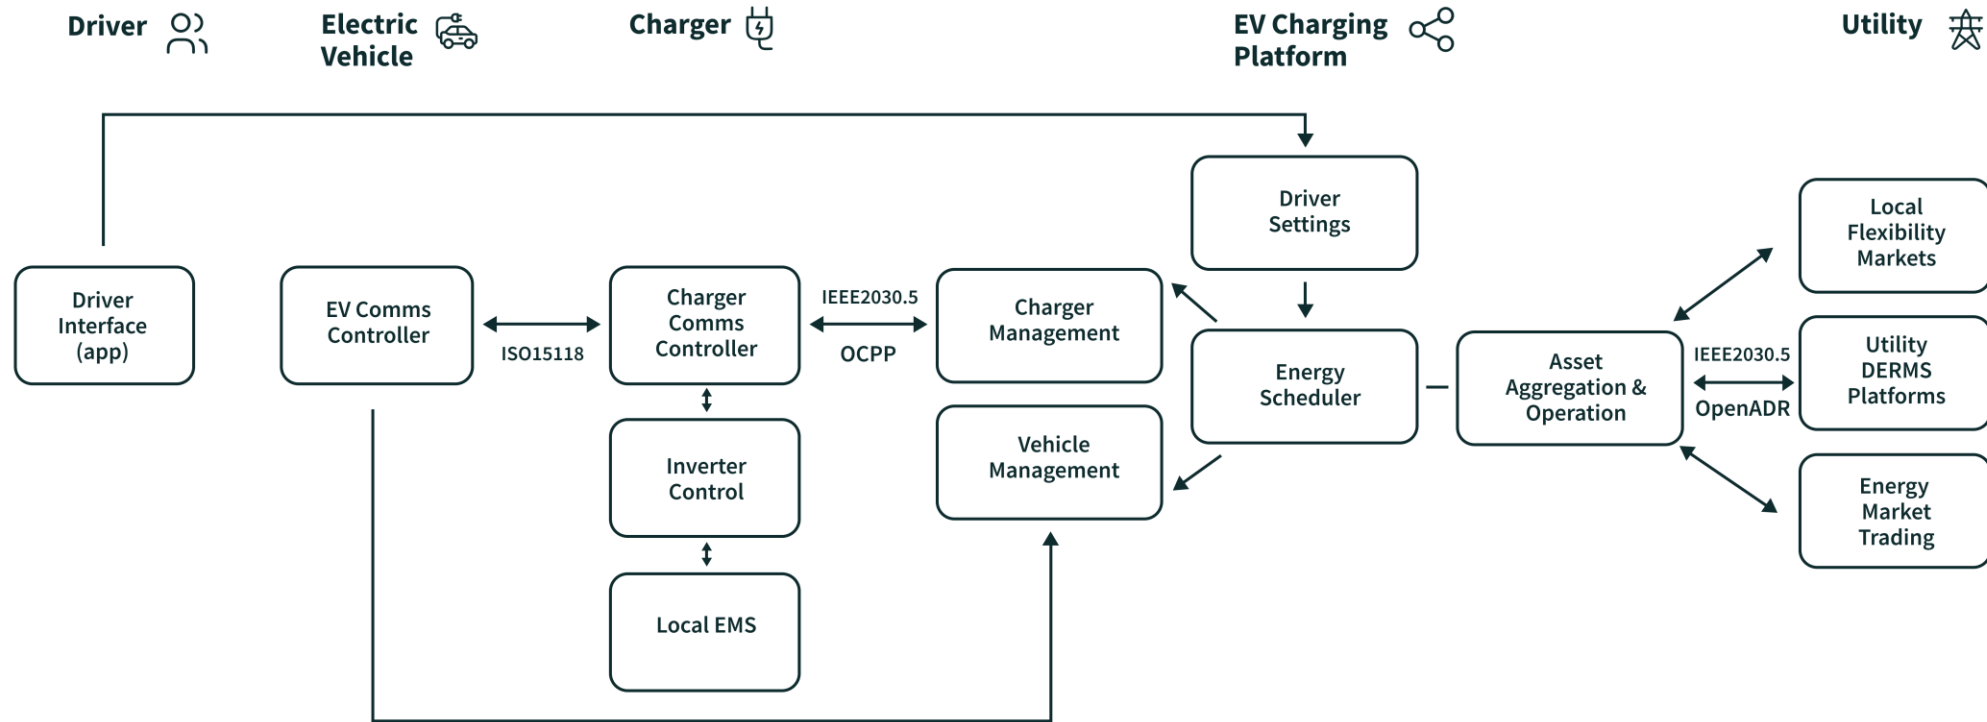 Driver
Electric
Vehicle
Charger
EV Charging
Platform
Utility
Driver
Interface
(app)
EV Comms
Controller
ISO15118
Charger
Comms
Controller
Inverter
Control
Local EMS
IEEE2030.5
OCPP
Charger
Management
Vehicle
Management
Driver
Settings
Energy
Scheduler
Asset
Aggregation &
Operation
IEEE2030.5
OpenADR
Local
Flexibility
Markets
Utility
DERMS
Platforms
Energy
Market
Trading